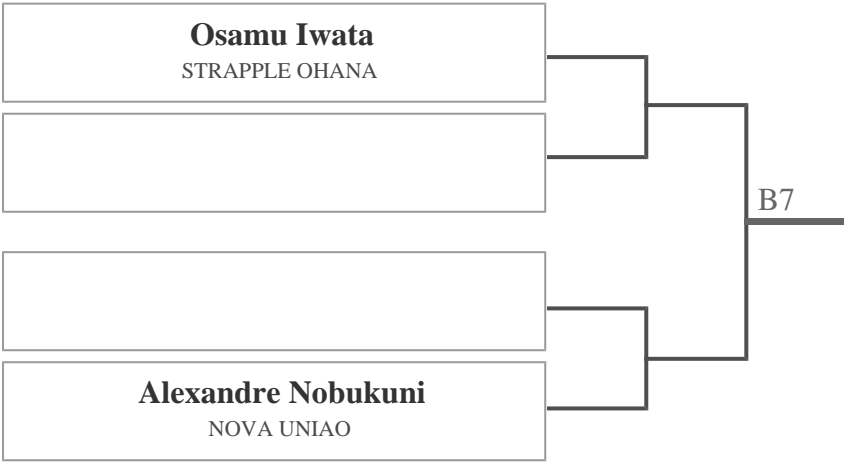 Osamu Iwata
STRAPPLE OHANA
B7
Alexandre Nobukuni
NOVA UNIAO